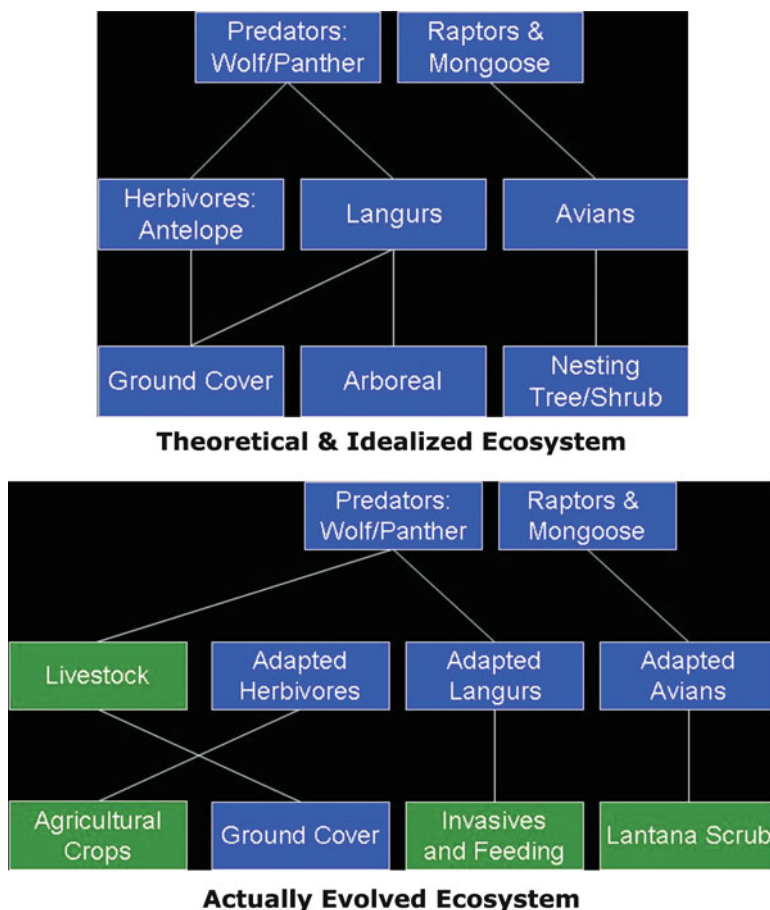 Predators:
Wolf/Panther
Raptors &
Mongoose
Herbivores:
Antelope
Langurs
Avians
Ground Cover
Arboreal
Nesting
Tree/Shrub
Theoretical & Idealized Ecosystem
Predators:
Wolf/Panther
Raptors &
Mongoose
Livestock
Adapted
Herbivores
Adapted
Langurs
Adapted
Avians
Agricultural
Crops
Ground Cover
Invasives
and Feeding
Lantana Scrub
Actually Evolved Ecosystem